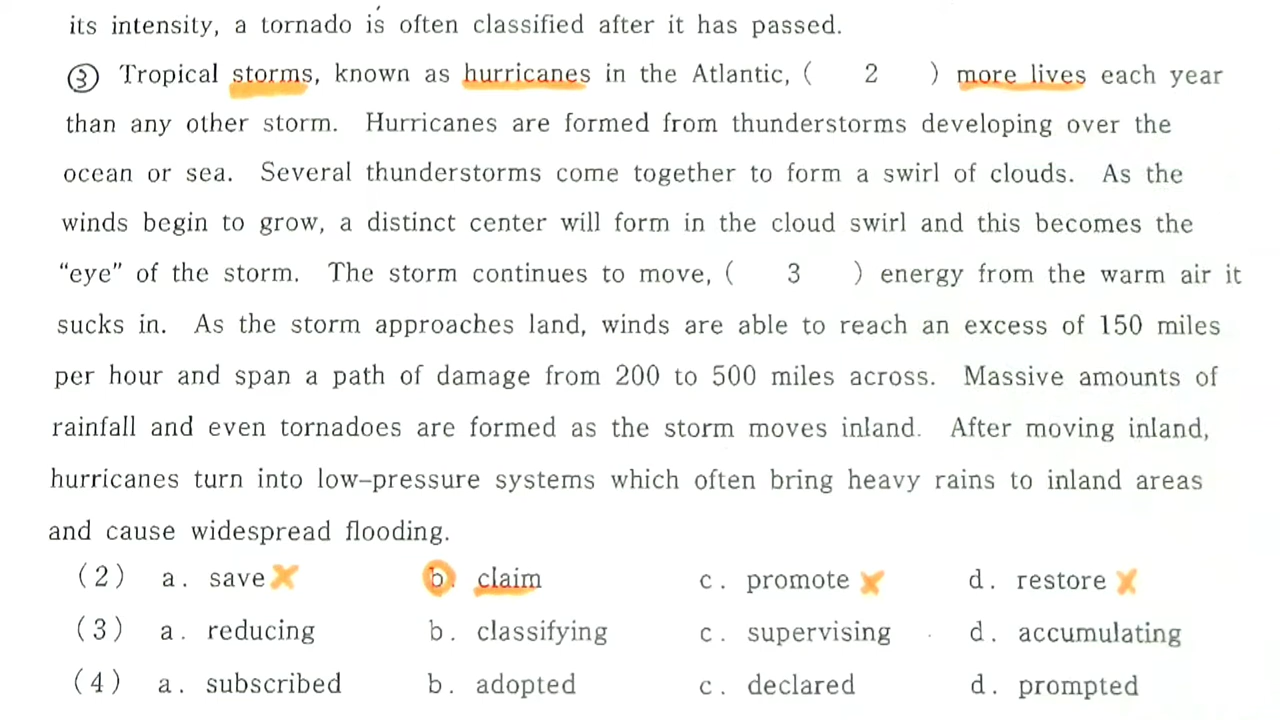 its intensity, a tornado is often classified after it has passed.
③ Tropical storms, known as hurricanes in the Atlantic, ( 2 ) more lives each year
than any other storm. Hurricanes are formed from thunderstorms developing over the
ocean or sea. Several thunderstorms come together to form a swirl of clouds. As the
winds begin to grow, a distinct center will form in the cloud swirl and this becomes the
“eye” of the storm. The storm continues to move, ( 3 ) energy from the warm air it
sucks in. As the storm approaches land, winds are able to reach an excess of 150 miles
per hour and span a path of damage from 200 to 500 miles across. Massive amounts of
rainfall and even tornadoes are formed as the storm moves inland. After moving inland,
hurricanes turn into low-pressure systems which often bring heavy rains to inland areas
and cause widespread flooding.
(2) a. save b. claim c. promote d. restore
(3) a. reducing b. classifying c. supervising d. accumulating
(4) a. subscribed b. adopted c. declared d. prompted